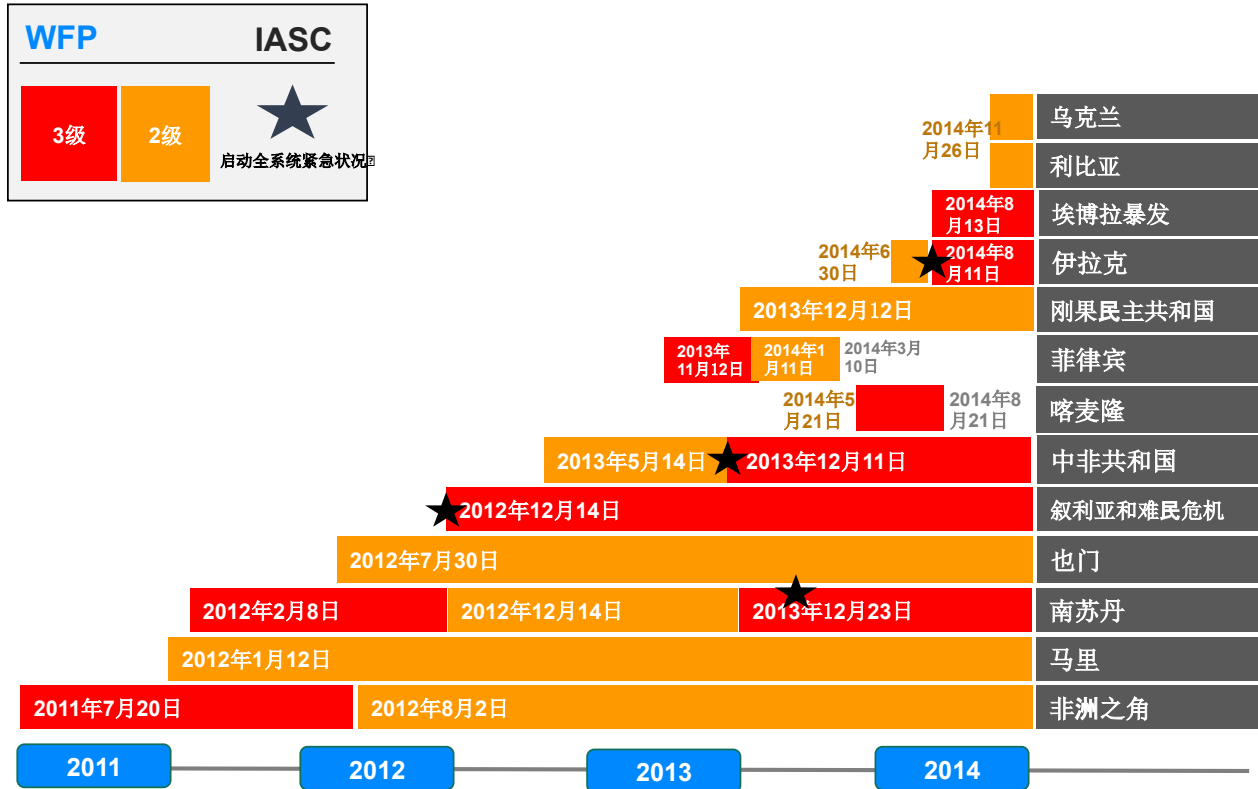 WFP IASC
3级 2级
启动全系统紧急状况
乌克兰
2014年11
月26日
利比亚
2014年8
月13日
埃博拉暴发
2014年6
30日
2014年8
月11日
伊拉克
2013年12月12日
刚果民主共和国
2013年
11月12日
2014年1
月11日
2014年3月
10日
菲律宾
2014年5
月21日
2014年8
月21日
喀麦隆
2013年5月14日
2013年12月11日
中非共和国
2012年12月14日
叙利亚和难民危机
2012年7月30日
也门
2012年2月8日
2012年12月14日
2013年12月23日
南苏丹
2012年1月12日
马里
2011年7月20日
2012年8月2日
非洲之角
2011 2012 2013 2014